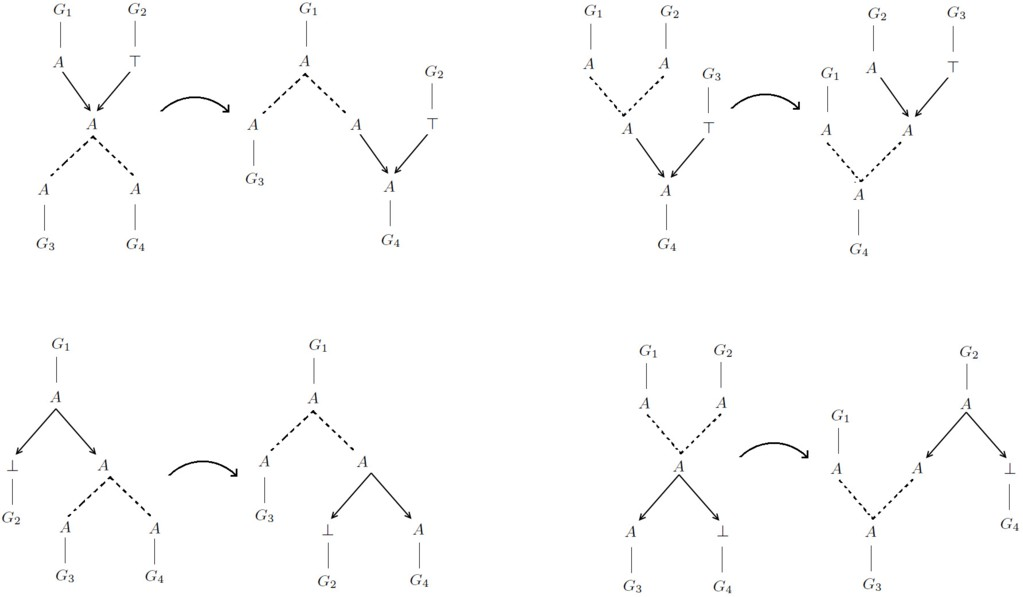 G₁ G₂ G₁
A ⊤ A G₂
A A A ⊤
A A G₃ A
G₃ G₄ G₄
G₁ G₂ G₂ G₃
A A G₃ G₁ A ⊤
A ⊤ A A
A A
G₄ G₄
G₁ G₁
A A
⊥ A A A
G₂ A A G₃ ⊥ A
G₃ G₄ G₂ G₄
G₁ G₂ G₂
A A G₁ A
A A A ⊥
A ⊥ A G₄
G₃ G₄ G₃